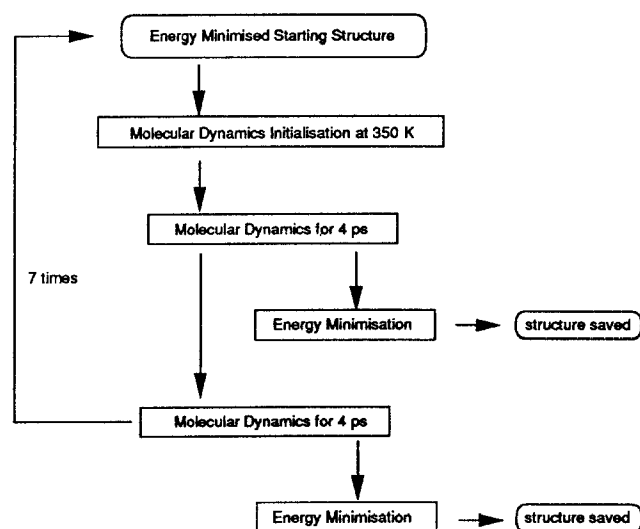 Energy Minimised Starting Structure
Molecular Dynamics Initialisation at 350 K
Molecular Dynamics for 4 ps
7 times
Energy Minimisation
structure saved
Molecular Dynamics for 4 ps
Energy Minimisation
structure saved